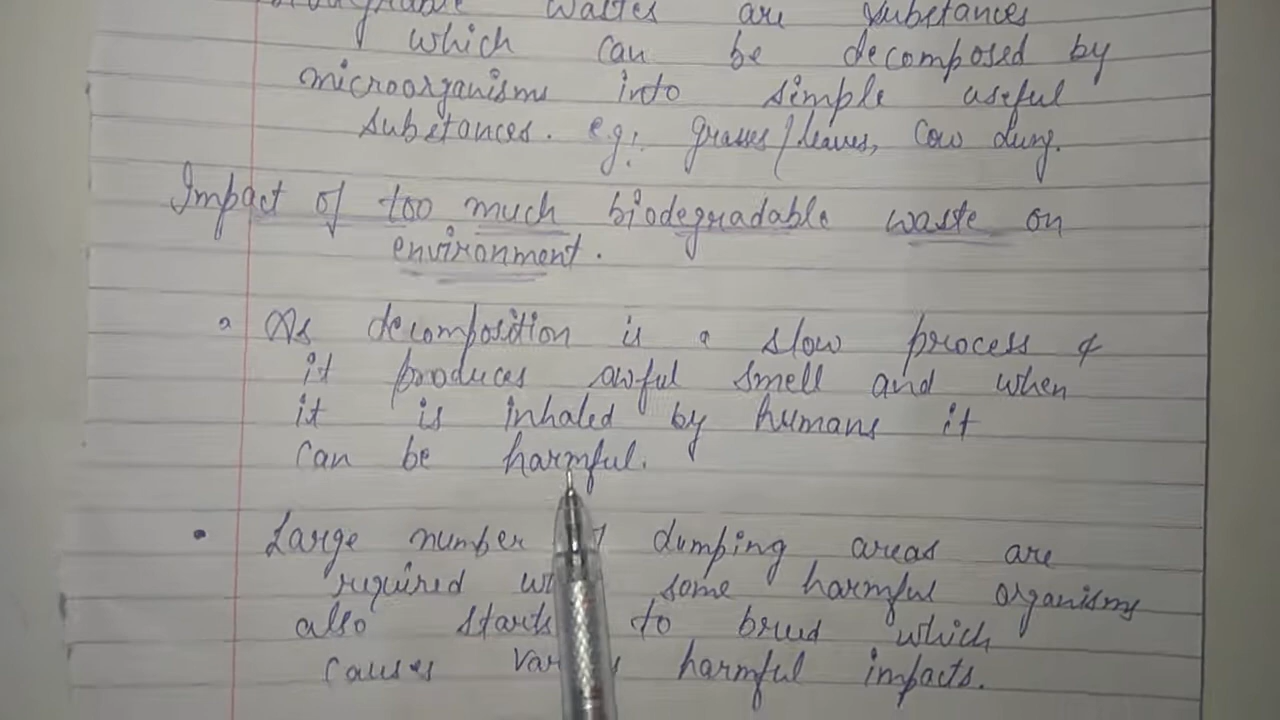 wastes are substances
which can be decomposed by
microorganisms into simple useful
substances. eg: grasses/leaves, Cow dung.
Impact of too much biodegradable waste on
environment.
As decomposition is a slow process &
it produces awful smell and when
it is inhaled by humans it
can be harmful.
Large number dumping areas are
required some harmful organisms
also starts to breed which
causes harmful impacts.